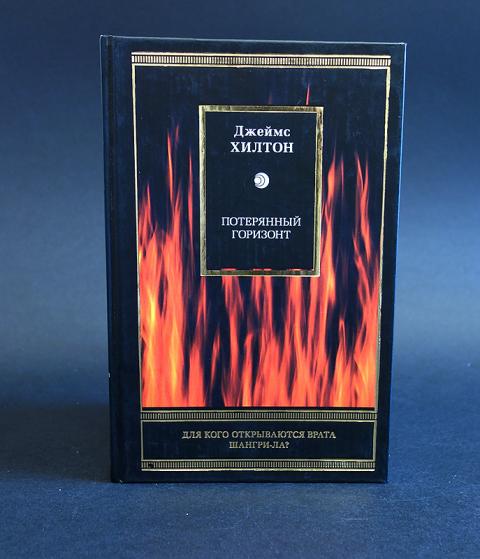 Джеймс
ХИЛТОН
ПОТЕРЯННЫЙ
ГОРИЗОНТ
ДЛЯ КОГО ОТКРЫВАЮТСЯ ВРАТА
ШАНГРИ-ЛА?